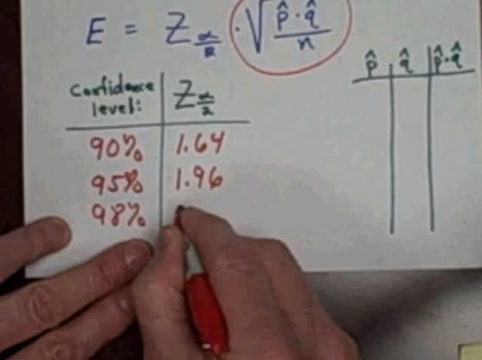 E = Z α/2 · √ p̂·q̂ / n
Confidence level: Z α/2
90% 1.64
95% 1.96
98%
p̂ q̂ p̂·q̂